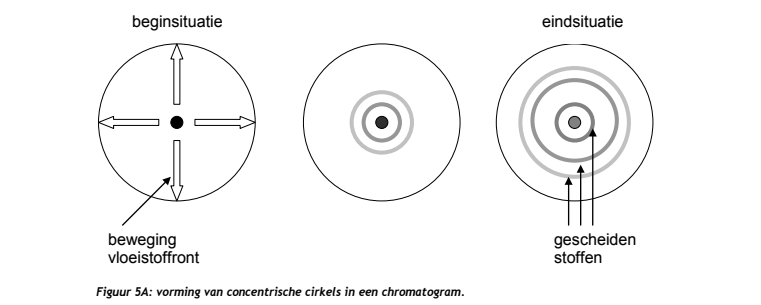 beginsituatie
eindsituatie
beweging
vloeistoffront
gescheiden
stoffen
Figuur 5A: vorming van concentrische cirkels in een chromatogram.